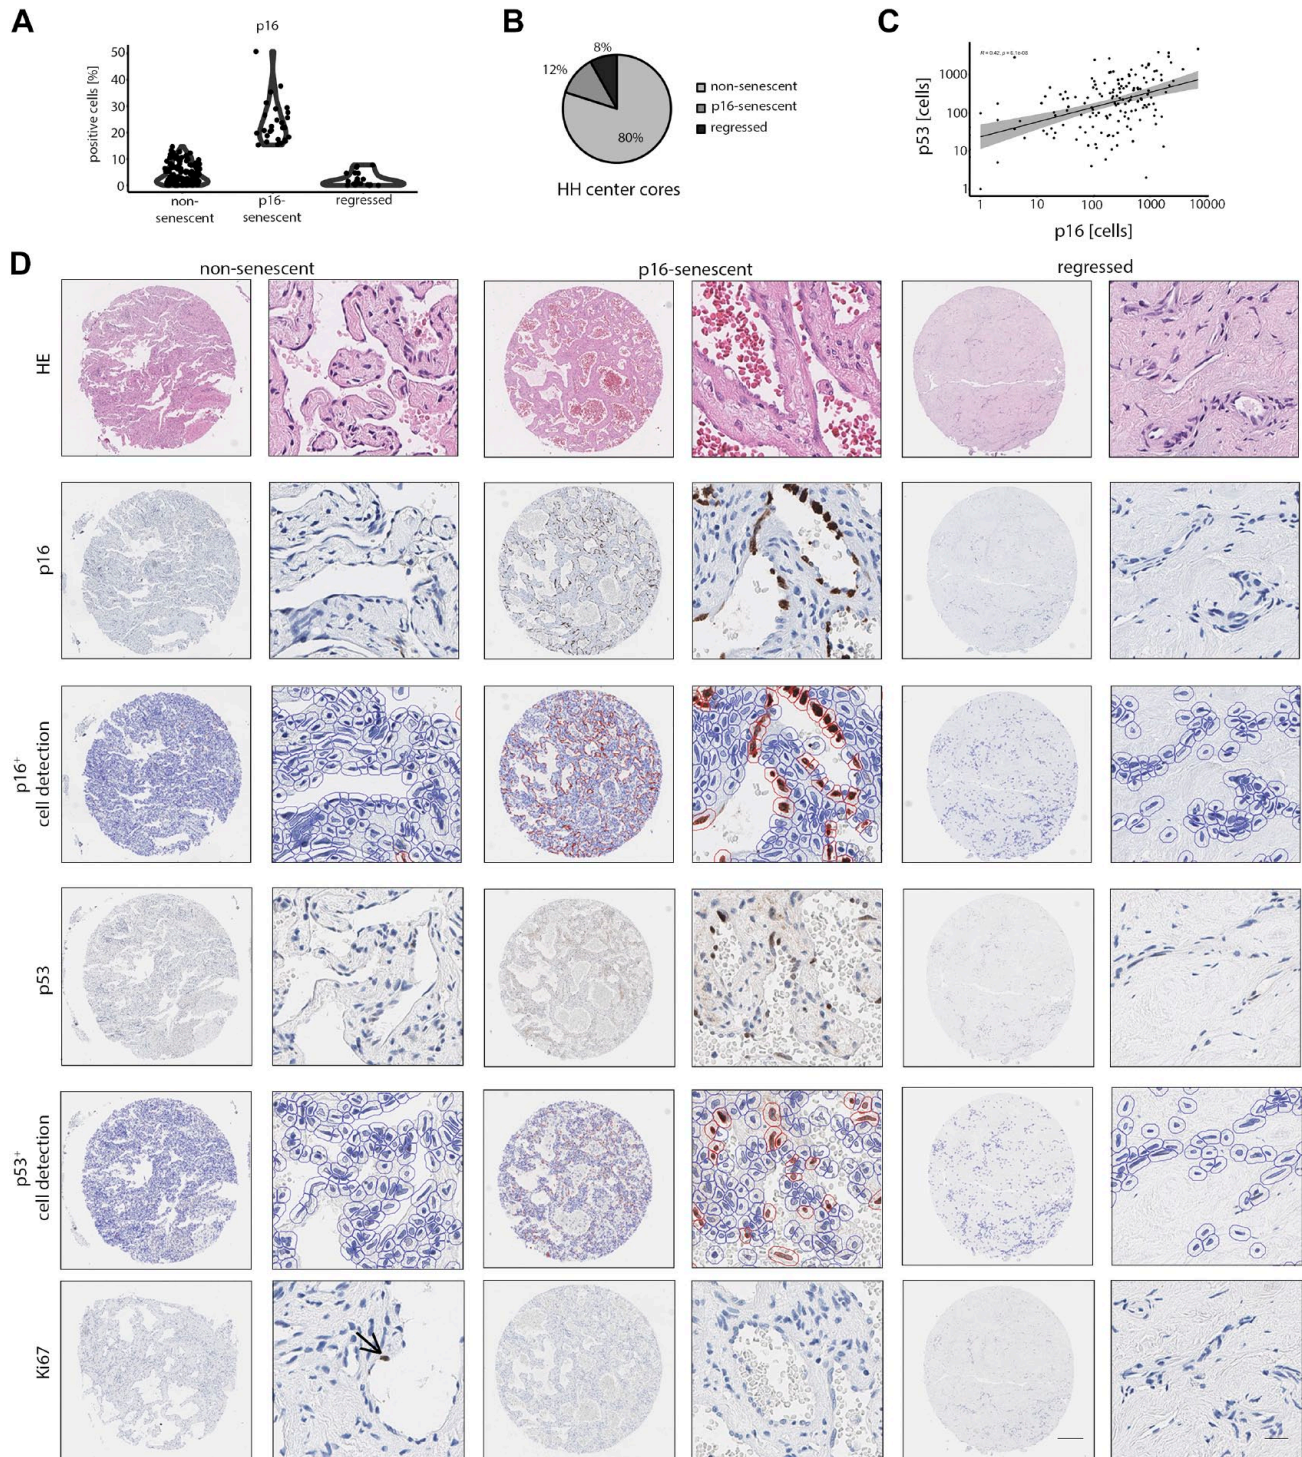 A
p16
positive cells [%]
50
40
30
20
10
0
non-
senescent
p16-
senescent
regressed
B
8%
12%
80%
non-senescent
p16-senescent
regressed
HH center cores
C
p53 [cells]
1000
100
10
1
1
10
100
1000
10000
p16 [cells]
D
non-senescent
p16-senescent
regressed
HE
p16
p16⁺
cell detection
p53
p53⁺
cell detection
Ki67